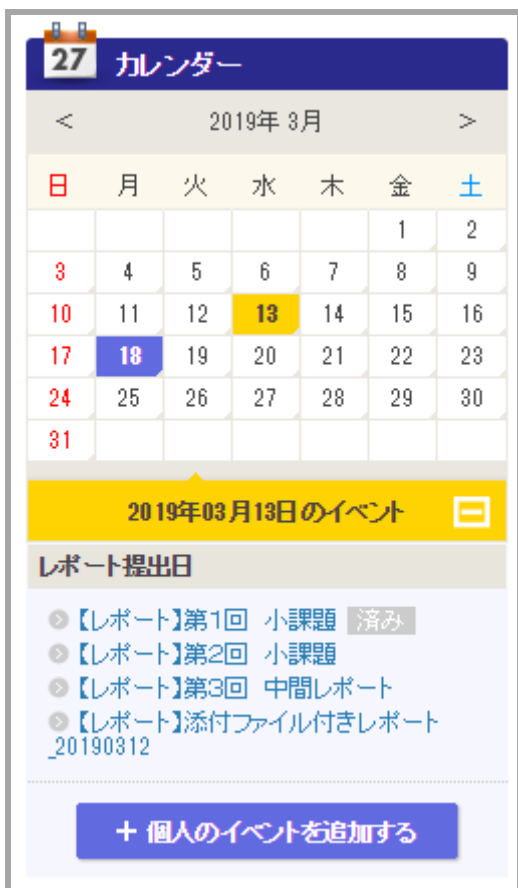 27 カレンダー
< 2019年 3月 >
日 月 火 水 木 金 土
1 2
3 4 5 6 7 8 9
10 11 12 13 14 15 16
17 18 19 20 21 22 23
24 25 26 27 28 29 30
31
2019年03月13日のイベント
レポート提出日
【レポート】第1回 小課題 済み
【レポート】第2回 小課題
【レポート】第3回 中間レポート
【レポート】添付ファイル付きレポート
_20190312
+ 個人のイベントを追加する